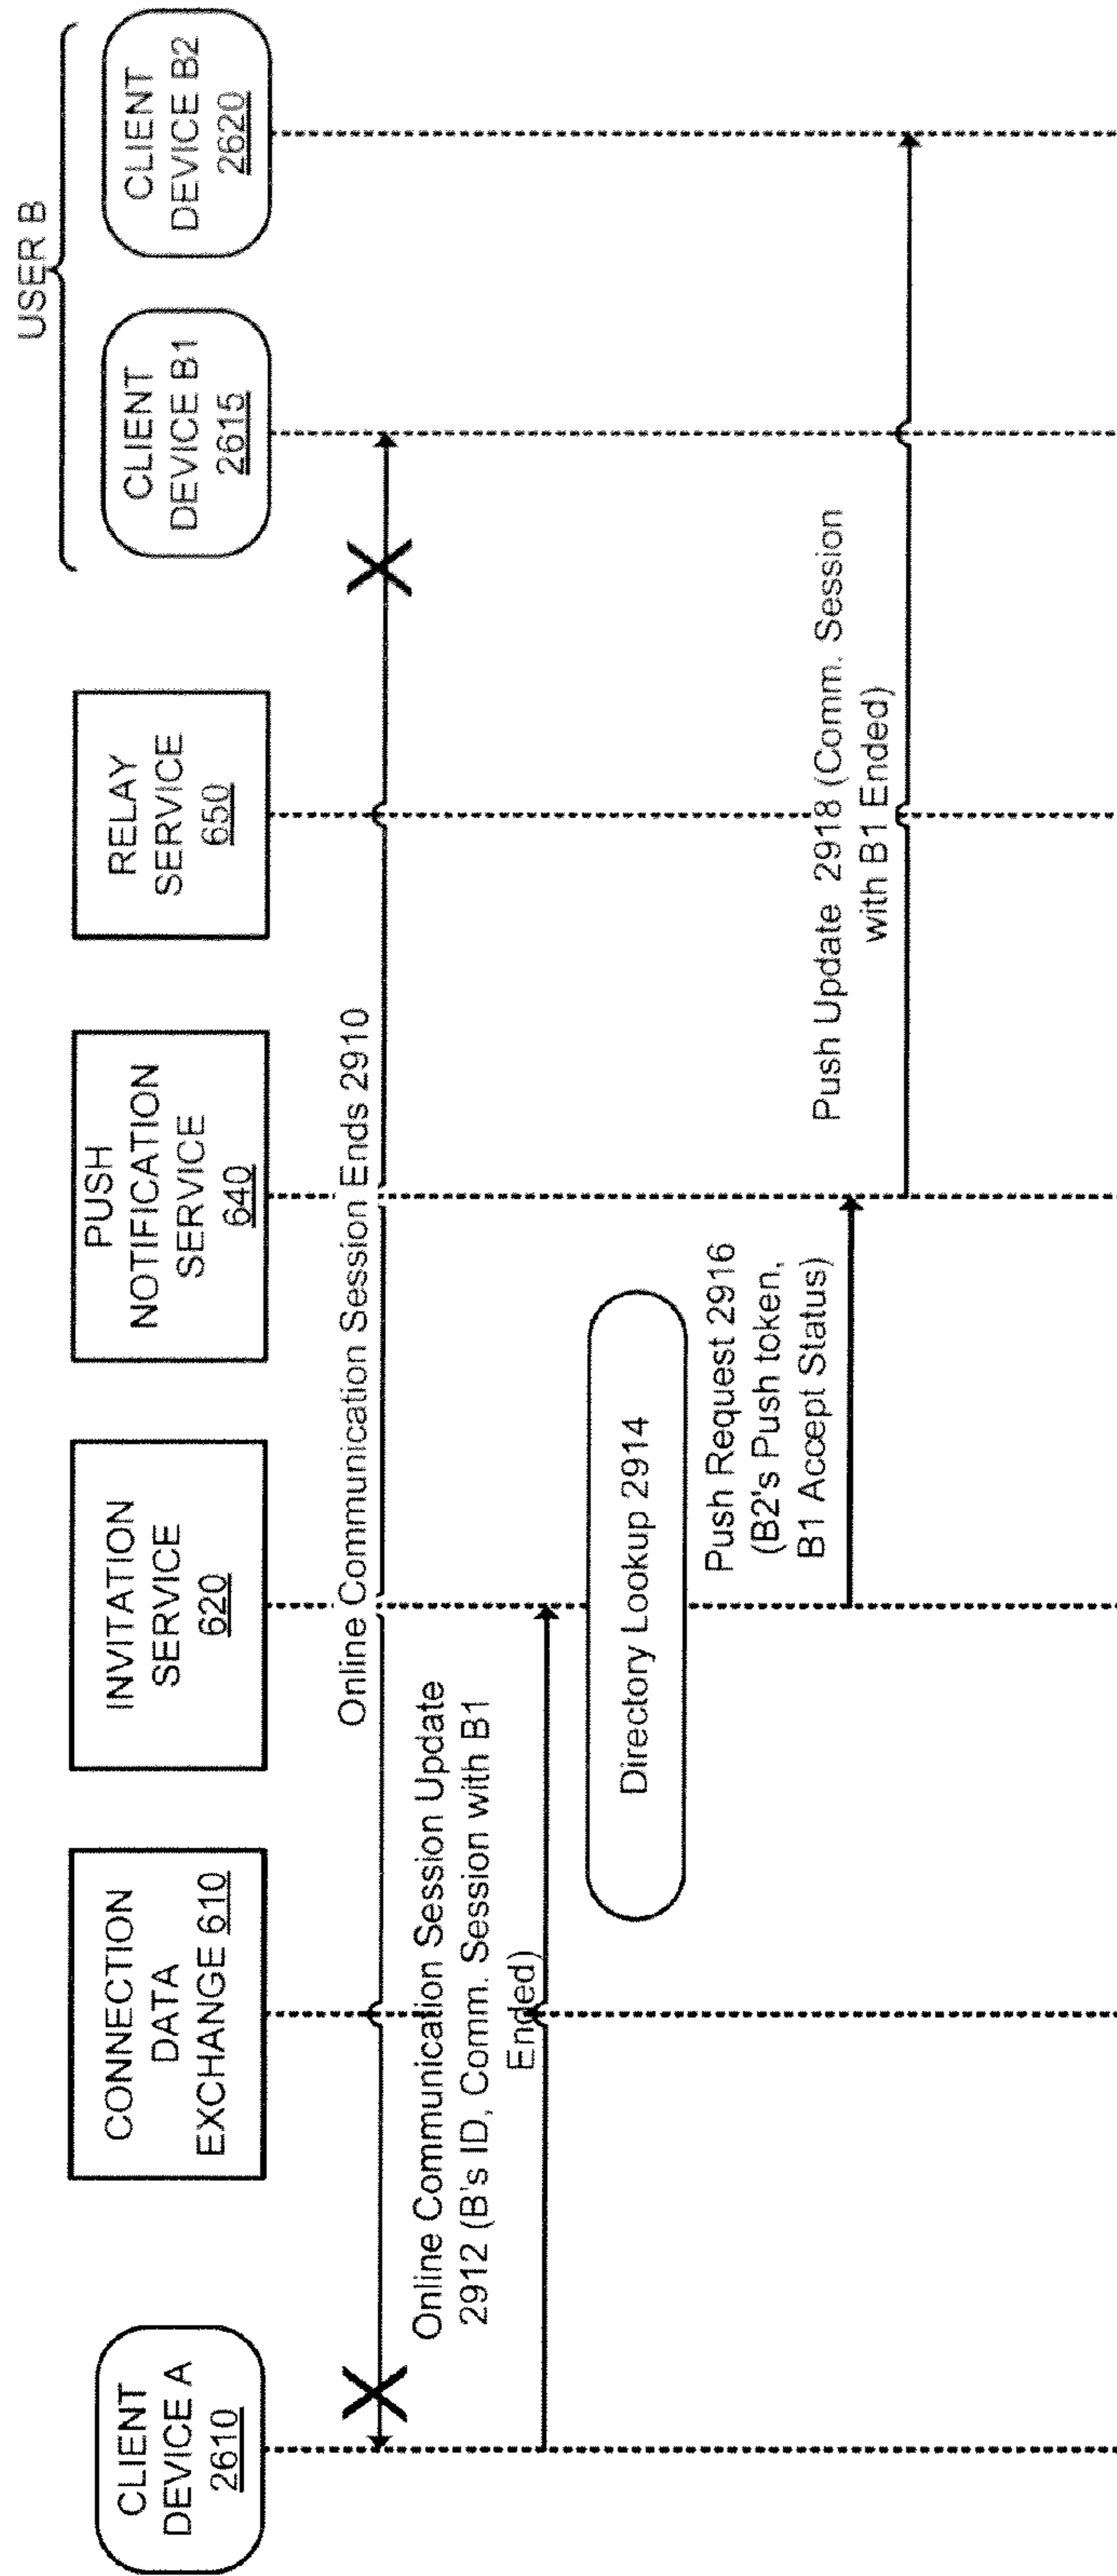 USER B
CLIENT
DEVICE A
2610
CONNECTION
DATA
EXCHANGE 610
INVITATION
SERVICE
620
PUSH
NOTIFICATION
SERVICE
640
RELAY
SERVICE
650
CLIENT
DEVICE B1
2615
CLIENT
DEVICE B2
2620
Online Communication Session Ends 2910
Online Communication Session Update
2912 (B's ID, Comm. Session with B1
Ended)
Directory Lookup 2914
Push Request 2916
(B2's Push token,
B1 Accept Status)
Push Update 2918 (Comm. Session
with B1 Ended)